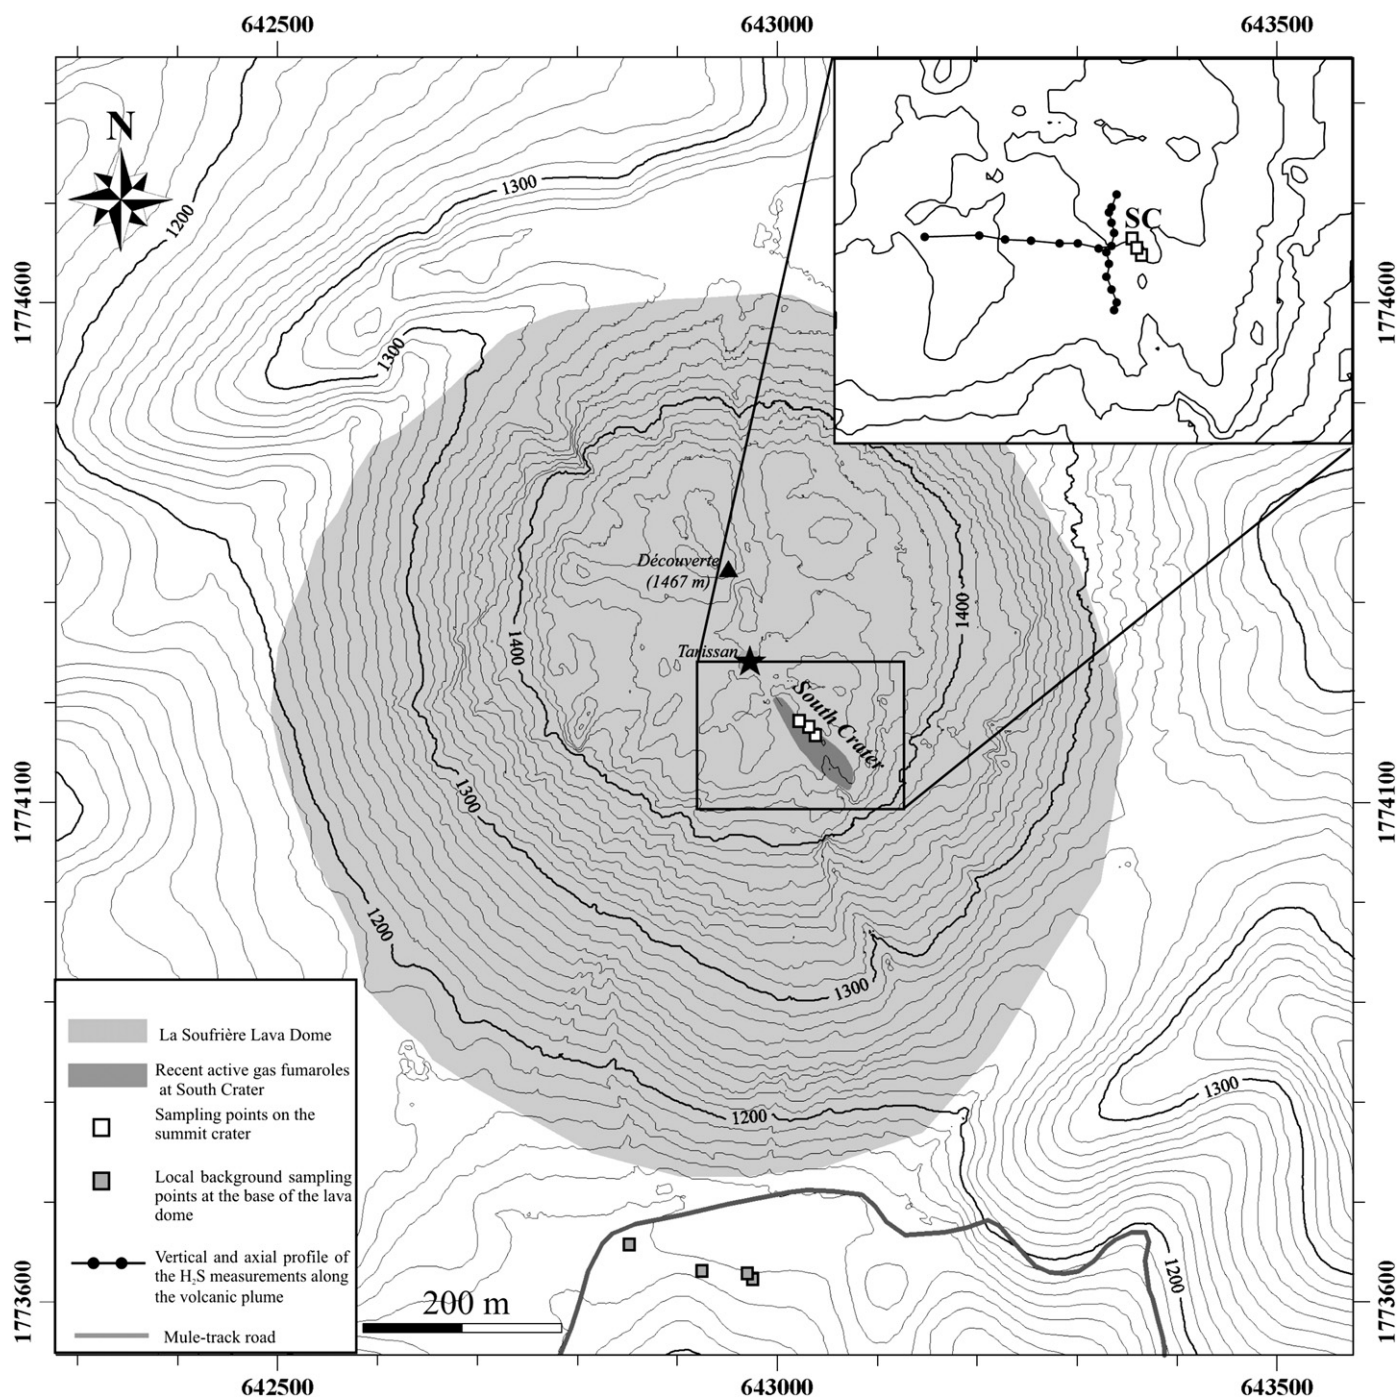 642500
643000
643500
N
1200
1300
SC
1774600
1774600
1300
Découverte
(1467 m)
1400
1400
Tarissan
South Crater
1774100
1774100
1300
1200
1300
La Soufrière Lava Dome
Recent active gas fumaroles
at South Crater
Sampling points on the
summit crater
Local background sampling
points at the base of the lava
dome
Vertical and axial profile of
the H₂S measurements along
the volcanic plume
Mule-track road
1200
1300
1200
200 m
1773600
1773600
642500
643000
643500